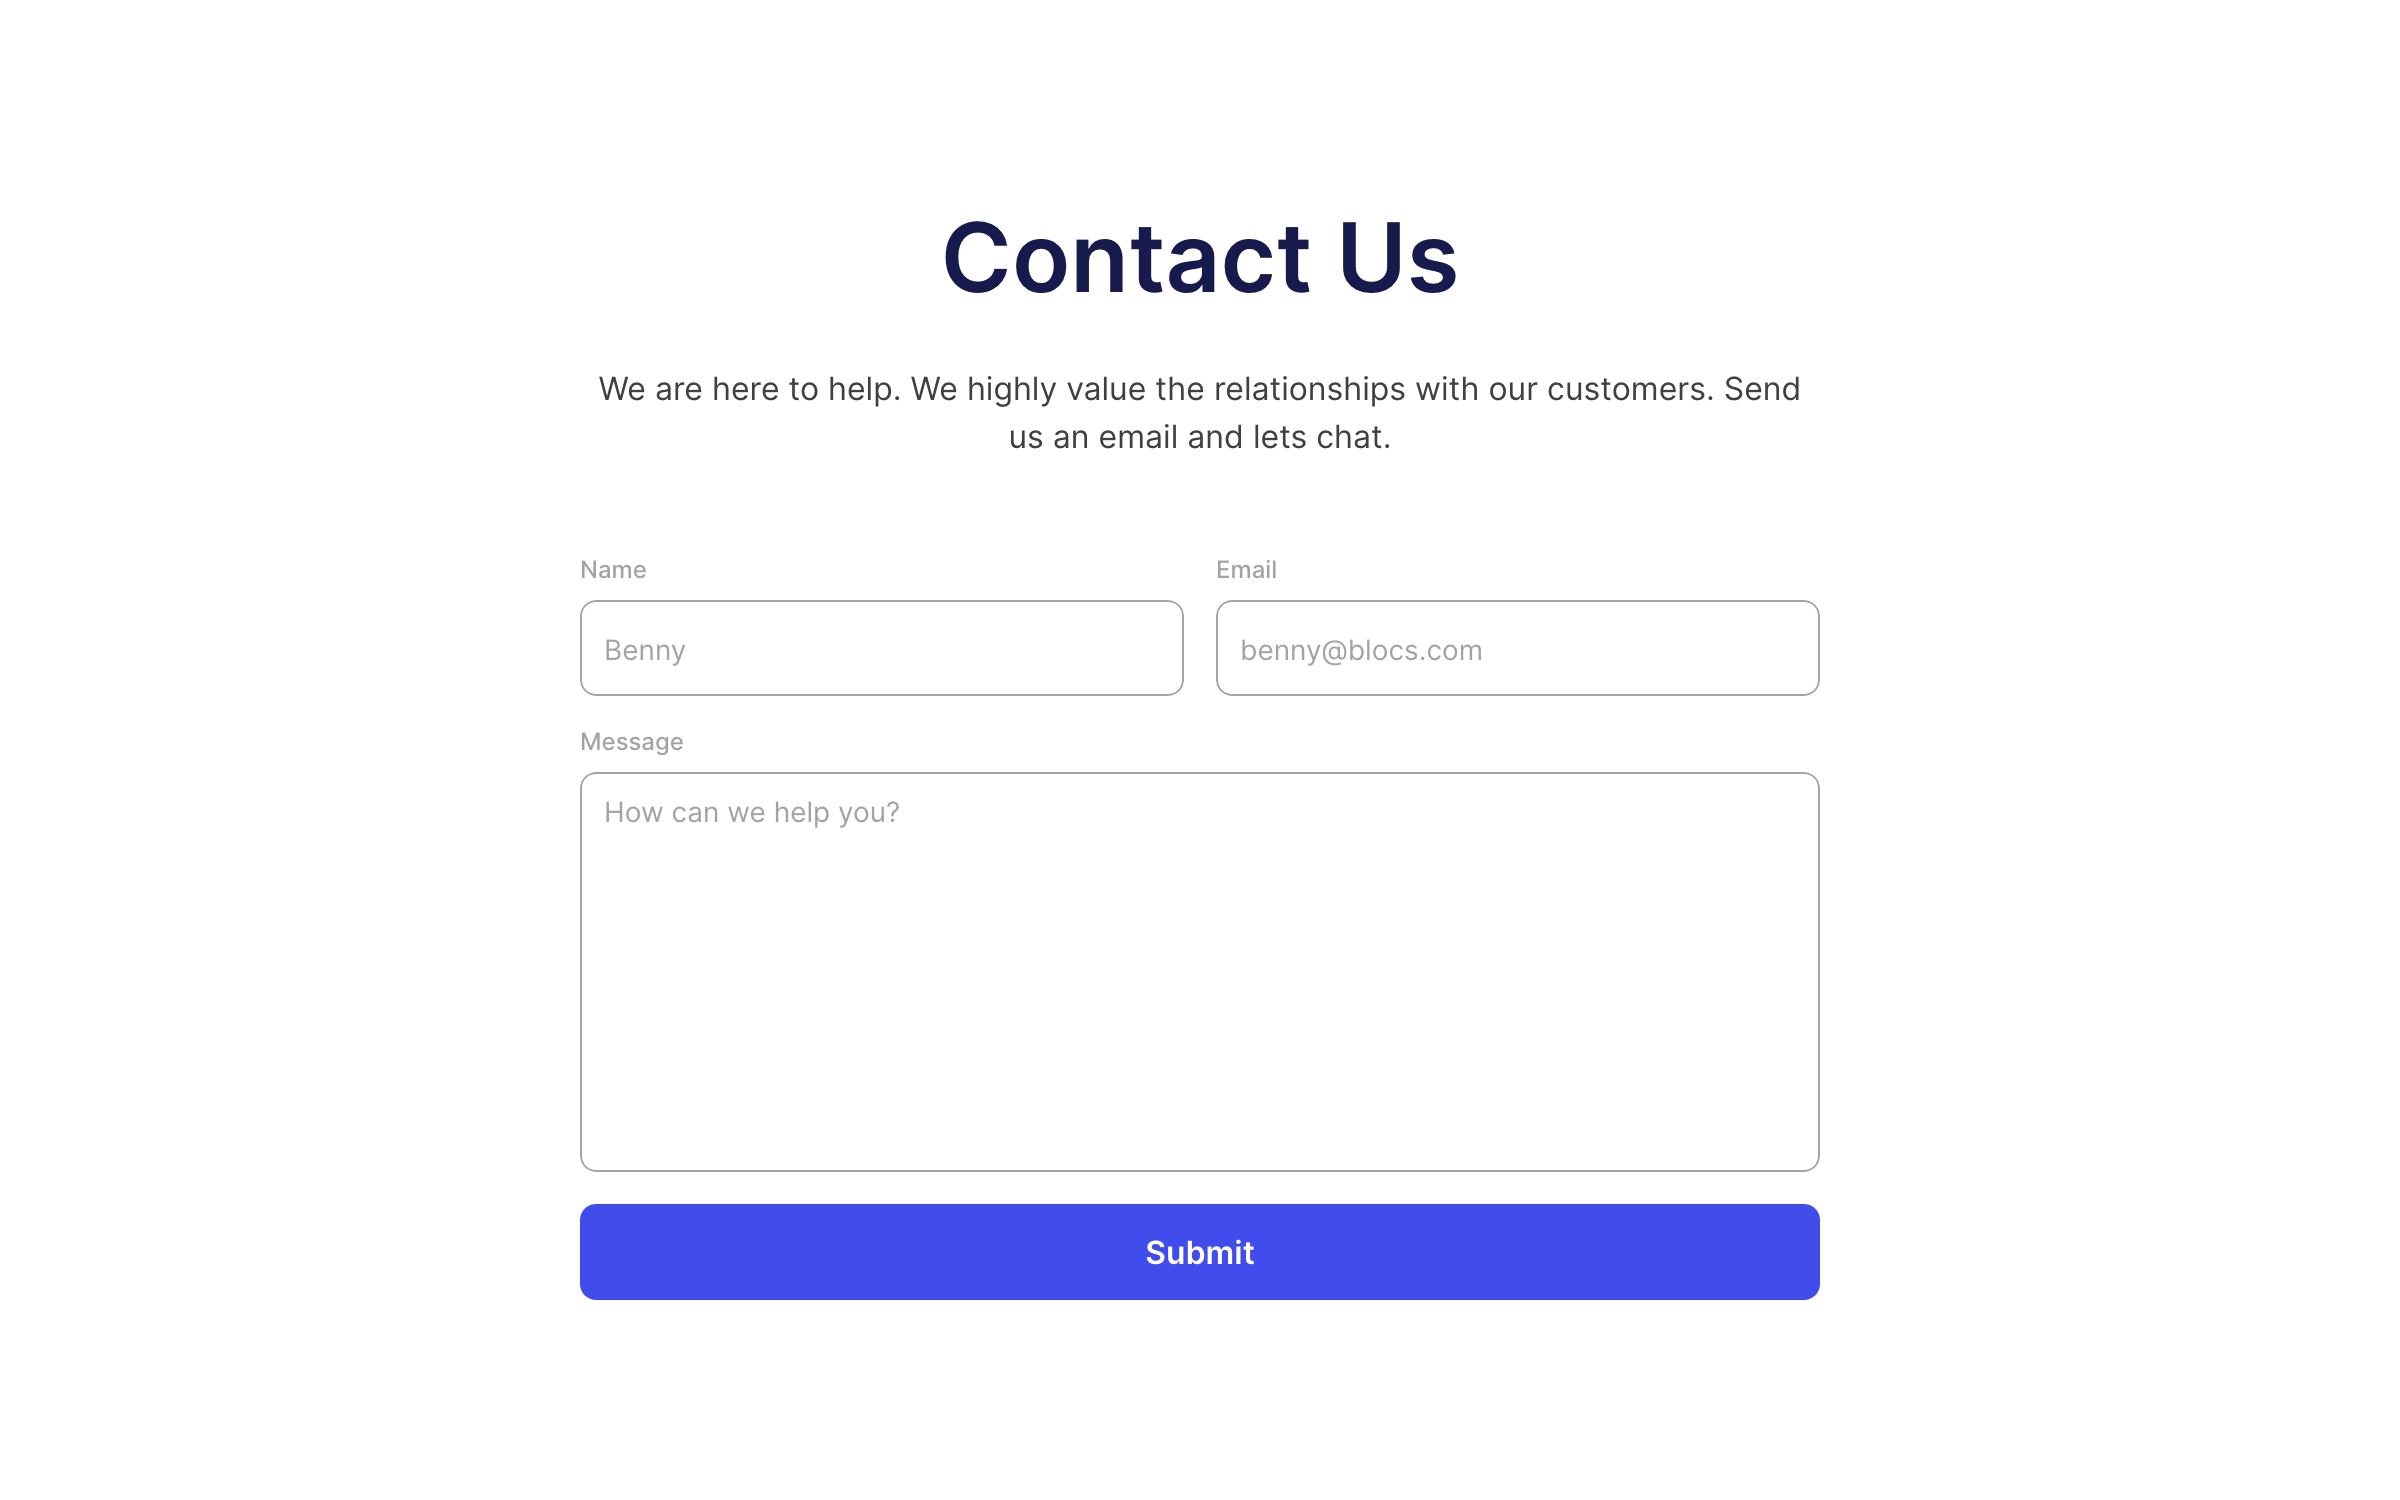 Contact Us
We are here to help. We highly value the relationships with our customers. Send
us an email and lets chat.
Name
Email
Benny
benny@blocs.com
Message
How can we help you?
Submit